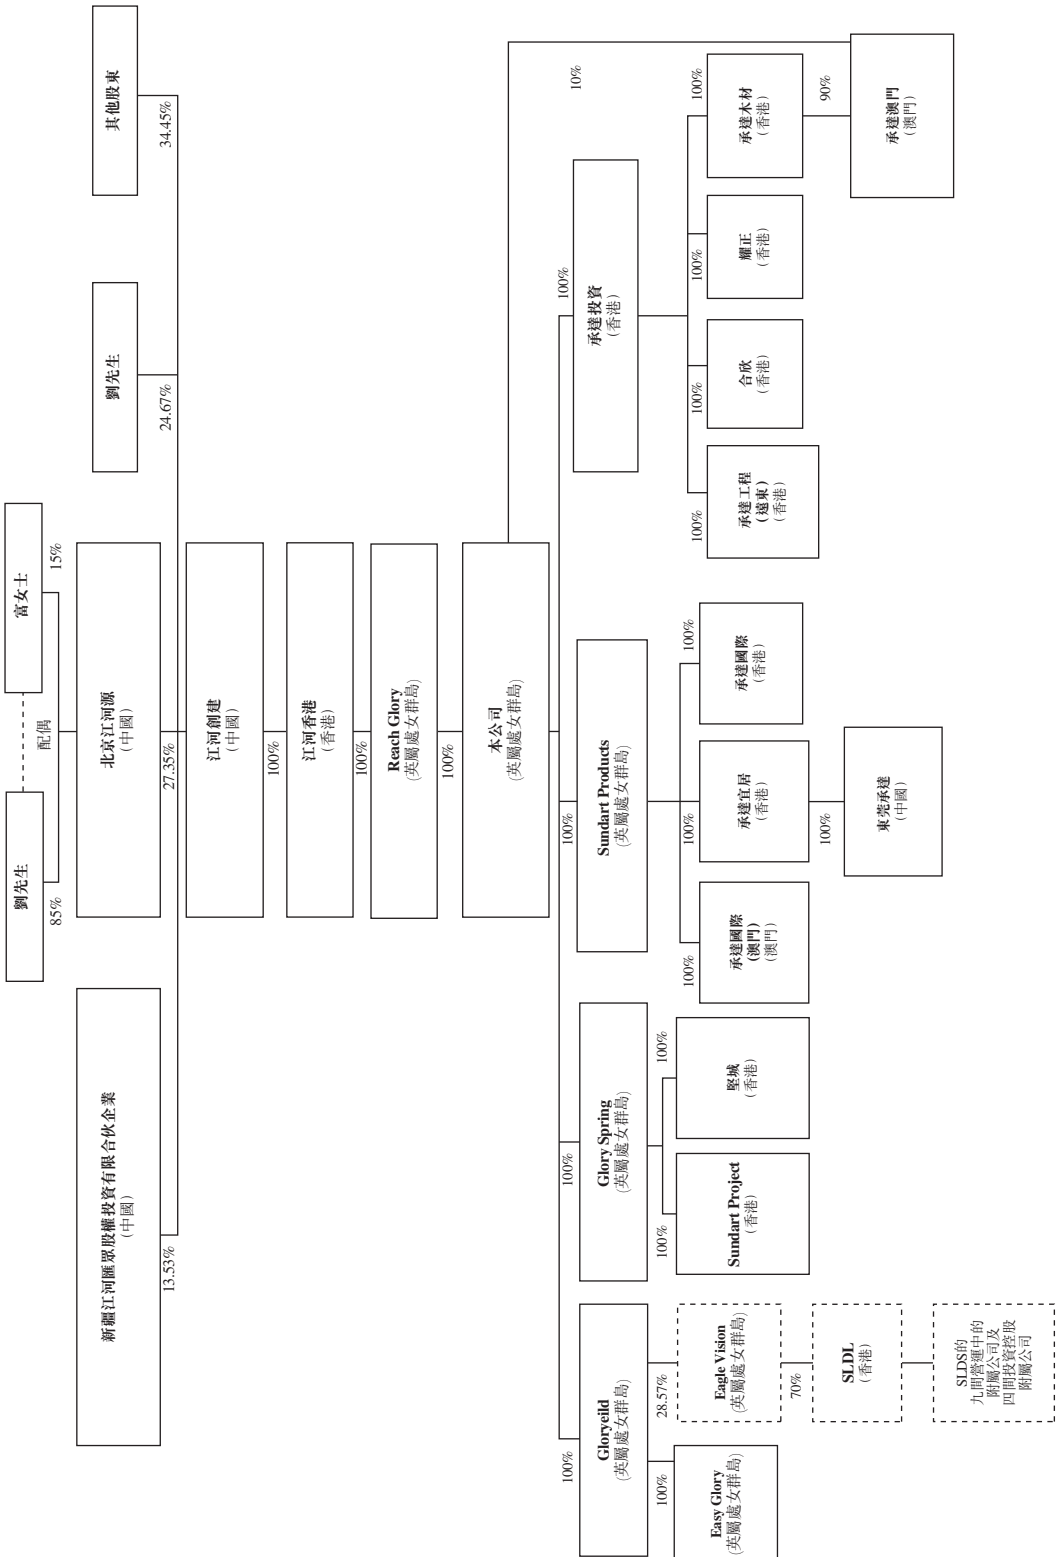 劉先生
富女士
85%
配偶
15%
新疆江河匯眾股權投資有限合伙企業
(中國)
北京江河源
(中國)
劉先生
其他股東
13.53%
27.35%
24.67%
34.45%
江河創建
(中國)
100%
江河香港
(香港)
100%
Reach Glory
(英屬處女群島)
100%
本公司
(英屬處女群島)
100%
100%
100%
100%
10%
Gloryeild
(英屬處女群島)
Glory Spring
(英屬處女群島)
Sundart Products
(英屬處女群島)
承達投資
(香港)
100%
28.57%
100%
100%
100%
100%
100%
100%
100%
100%
100%
Easy Glory
(英屬處女群島)
Eagle Vision
(英屬處女群島)
Sundart Project
(香港)
堅城
(香港)
承達國際
(澳門)
(澳門)
承達宜居
(香港)
承達國際
(香港)
承達工程
(遠東)
(香港)
合欣
(香港)
耀正
(香港)
承達木材
(香港)
70%
100%
90%
SLDL
(香港)
東莞承達
(中國)
承達澳門
(澳門)
SLDS的
九間營運中的
附屬公司及
四間投資控股
附屬公司